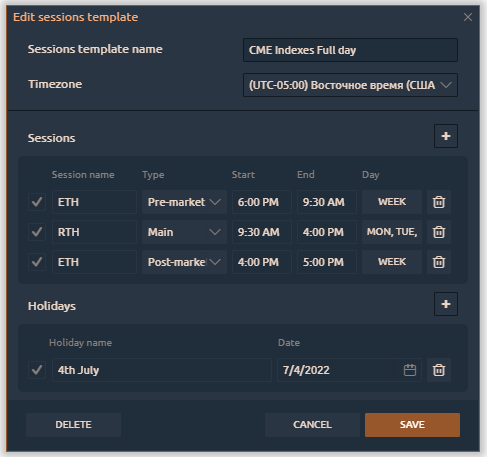 Edit sessions template
Sessions template name CME Indexes Full day
Timezone (UTC-05:00) Восточное время (США
Sessions
Session name Type Start End Day
ETH Pre-market 6:00 PM 9:30 AM WEEK
RTH Main 9:30 AM 4:00 PM MON, TUE,
ETH Post-marke 4:00 PM 5:00 PM WEEK
Holidays
Holiday name Date
4th July 7/4/2022
DELETE CANCEL SAVE